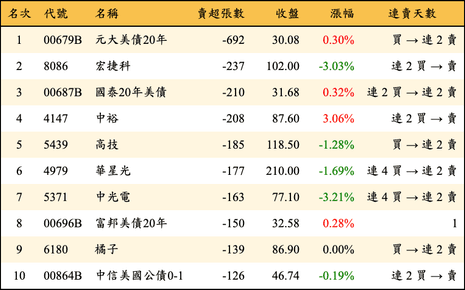 名次 代號 名稱 賣超張數 收盤 漲幅 連賣天數
1 00679B 元大美債20年 -692 30.08 0.30% 買 → 連 2 賣
2 8086 宏捷科 -237 102.00 -3.03% 連 2 買 → 賣
3 00687B 國泰20年美債 -210 31.68 0.32% 連 2 買 → 連 2 賣
4 4147 中裕 -208 87.60 3.06% 連 2 買 → 賣
5 5439 高技 -185 118.50 -1.28% 買 → 連 2 賣
6 4979 華星光 -177 210.00 -1.69% 連 4 買 → 連 2 賣
7 5371 中光電 -163 77.10 -3.21% 連 4 買 → 連 2 賣
8 00696B 富邦美債20年 -150 32.58 0.28% 1
9 6180 橘子 -139 86.90 0.00% 買 → 連 2 賣
10 00864B 中信美國公債0-1 -126 46.74 -0.19% 連 2 買 → 賣